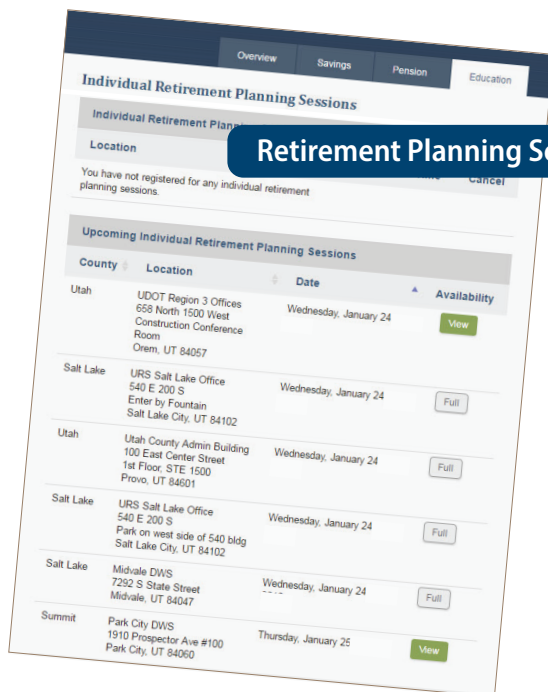 Overview Savings Pension Education
Individual Retirement Planning Sessions
Individual Retirement
Retirement Planning
Location Cancel
You have not registered for any individual retirement
planning sessions.
Upcoming Individual Retirement Planning Sessions
County Location Date Availability
Utah UDOT Region 3 Offices Wednesday, January 24 View
658 North 1500 West
Construction Conference
Room
Orem, UT 84057
Salt Lake URS Salt Lake Office Wednesday, January 24 Full
540 E 200 S
Enter by Fountain
Salt Lake City, UT 84102
Utah Utah County Admin Building Wednesday, January 24 Full
100 East Center Street
1st Floor, STE 1500
Provo, UT 84601
Salt Lake URS Salt Lake Office Wednesday, January 24 Full
540 E 200 S
Park on west side of 540 bldg
Salt Lake City, UT 84102
Salt Lake Midvale DWS Wednesday, January 24 Full
7292 S State Street
Midvale, UT 84047
Summit Park City DWS Thursday, January 25 View
1910 Prospector Ave #100
Park City, UT 84060